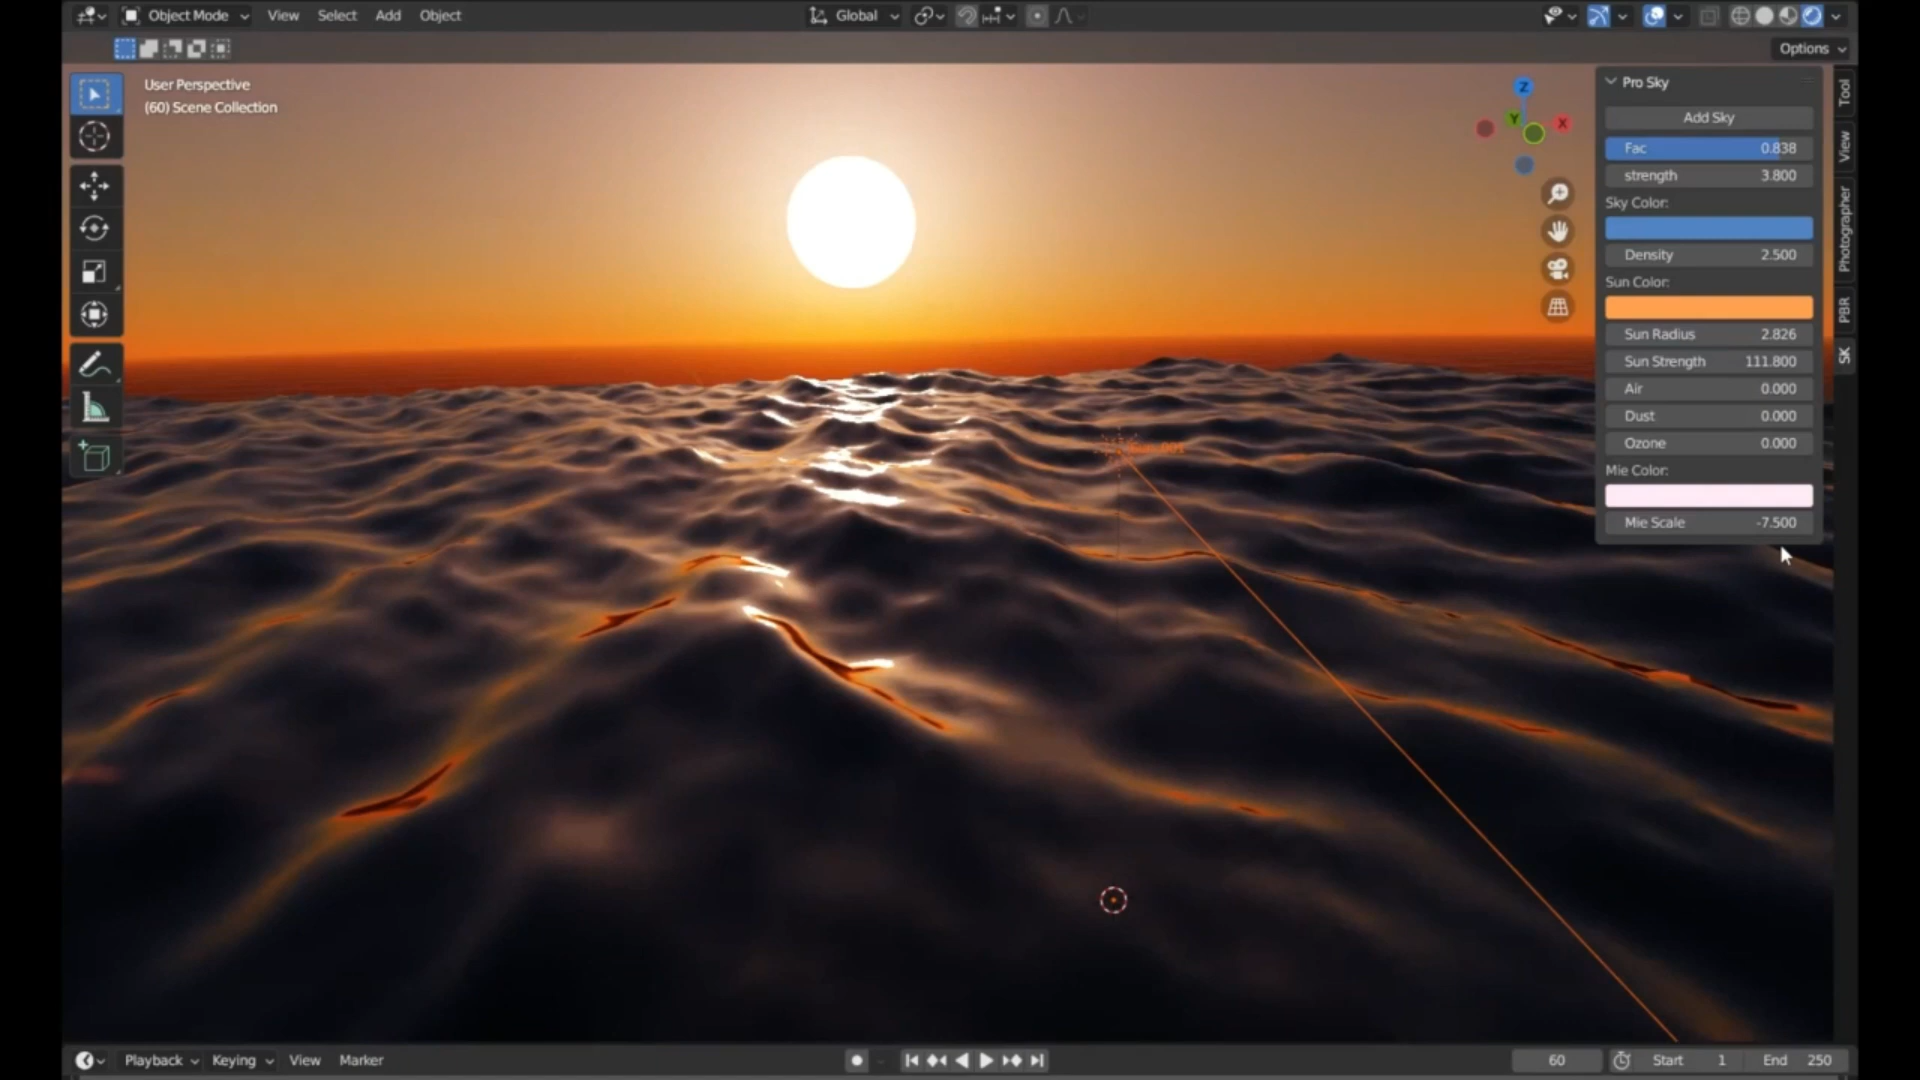 Object Mode View Select Add Object Global
Options
User Perspective
(60) Scene Collection
Z
Y
X
Pro Sky
Add Sky
Fac 0.838
strength 3.800
Sky Color:
Density 2.500
Sun Color:
Sun Radius 2.826
Sun Strength 111.800
Air 0.000
Dust 0.000
Ozone 0.000
Mie Color:
Mie Scale -7.500
Tool
View
Photographer
PBR
SK
Playback Keying View Marker 60 Start 1 End 250